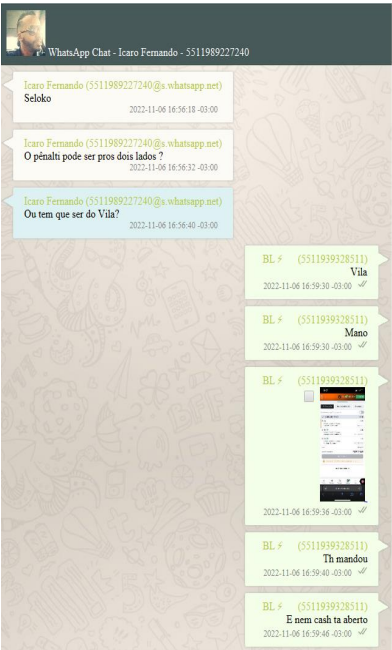 - WhatsApp Chat - Icaro Fernando - 5511989227240
Icaro Fernando (5511989227240@s.whatsapp.net)
Seloko
2022-11-06 16:56:18 -03:00
Icaro Fernando (5511989227240@s.whatsapp.net)
O pênalti pode ser pros dois lados ?
2022-11-06 16:56:32 -03:00
Icaro Fernando (5511989227240@s.whatsapp.net)
Ou tem que ser do Vila?
2022-11-06 16:56:40 -03:00
BL⚡ (5511939328511)
Vila
2022-11-06 16:59:30 -03:00
BL⚡ (5511939328511)
Mano
2022-11-06 16:59:30 -03:00
BL⚡ (5511939328511)
2022-11-06 16:59:36 -03:00
BL⚡ (5511939328511)
Th mandou
2022-11-06 16:59:40 -03:00
BL⚡ (5511939328511)
E nem cash ta aberto
2022-11-06 16:59:46 -03:00